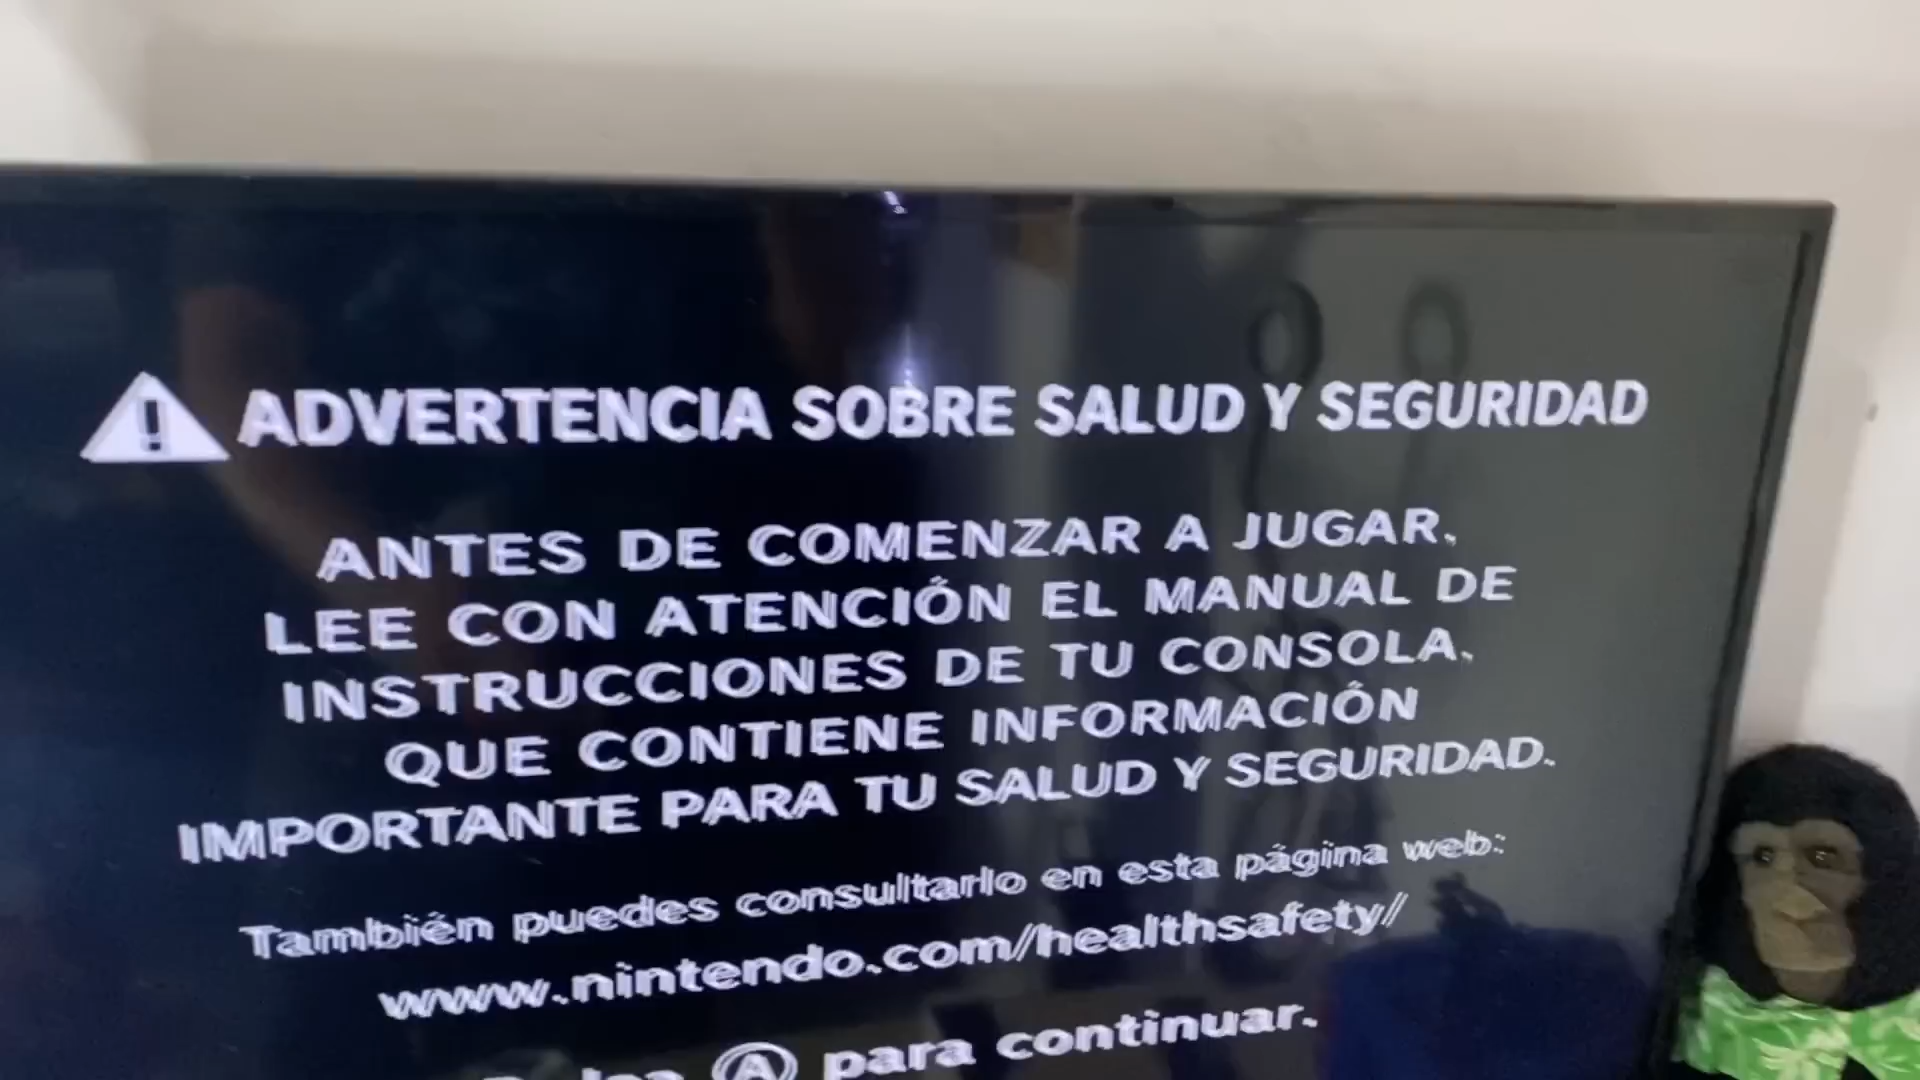 ADVERTENCIA SOBRE SALUD Y SEGURIDAD
ANTES DE COMENZAR A JUGAR,
LEE CON ATENCIÓN EL MANUAL DE
INSTRUCCIONES DE TU CONSOLA,
QUE CONTIENE INFORMACIÓN
IMPORTANTE PARA TU SALUD Y SEGURIDAD.
También puedes consultarlo en esta página web:
www.nintendo.com/healthsafety/
Ⓐ para continuar.